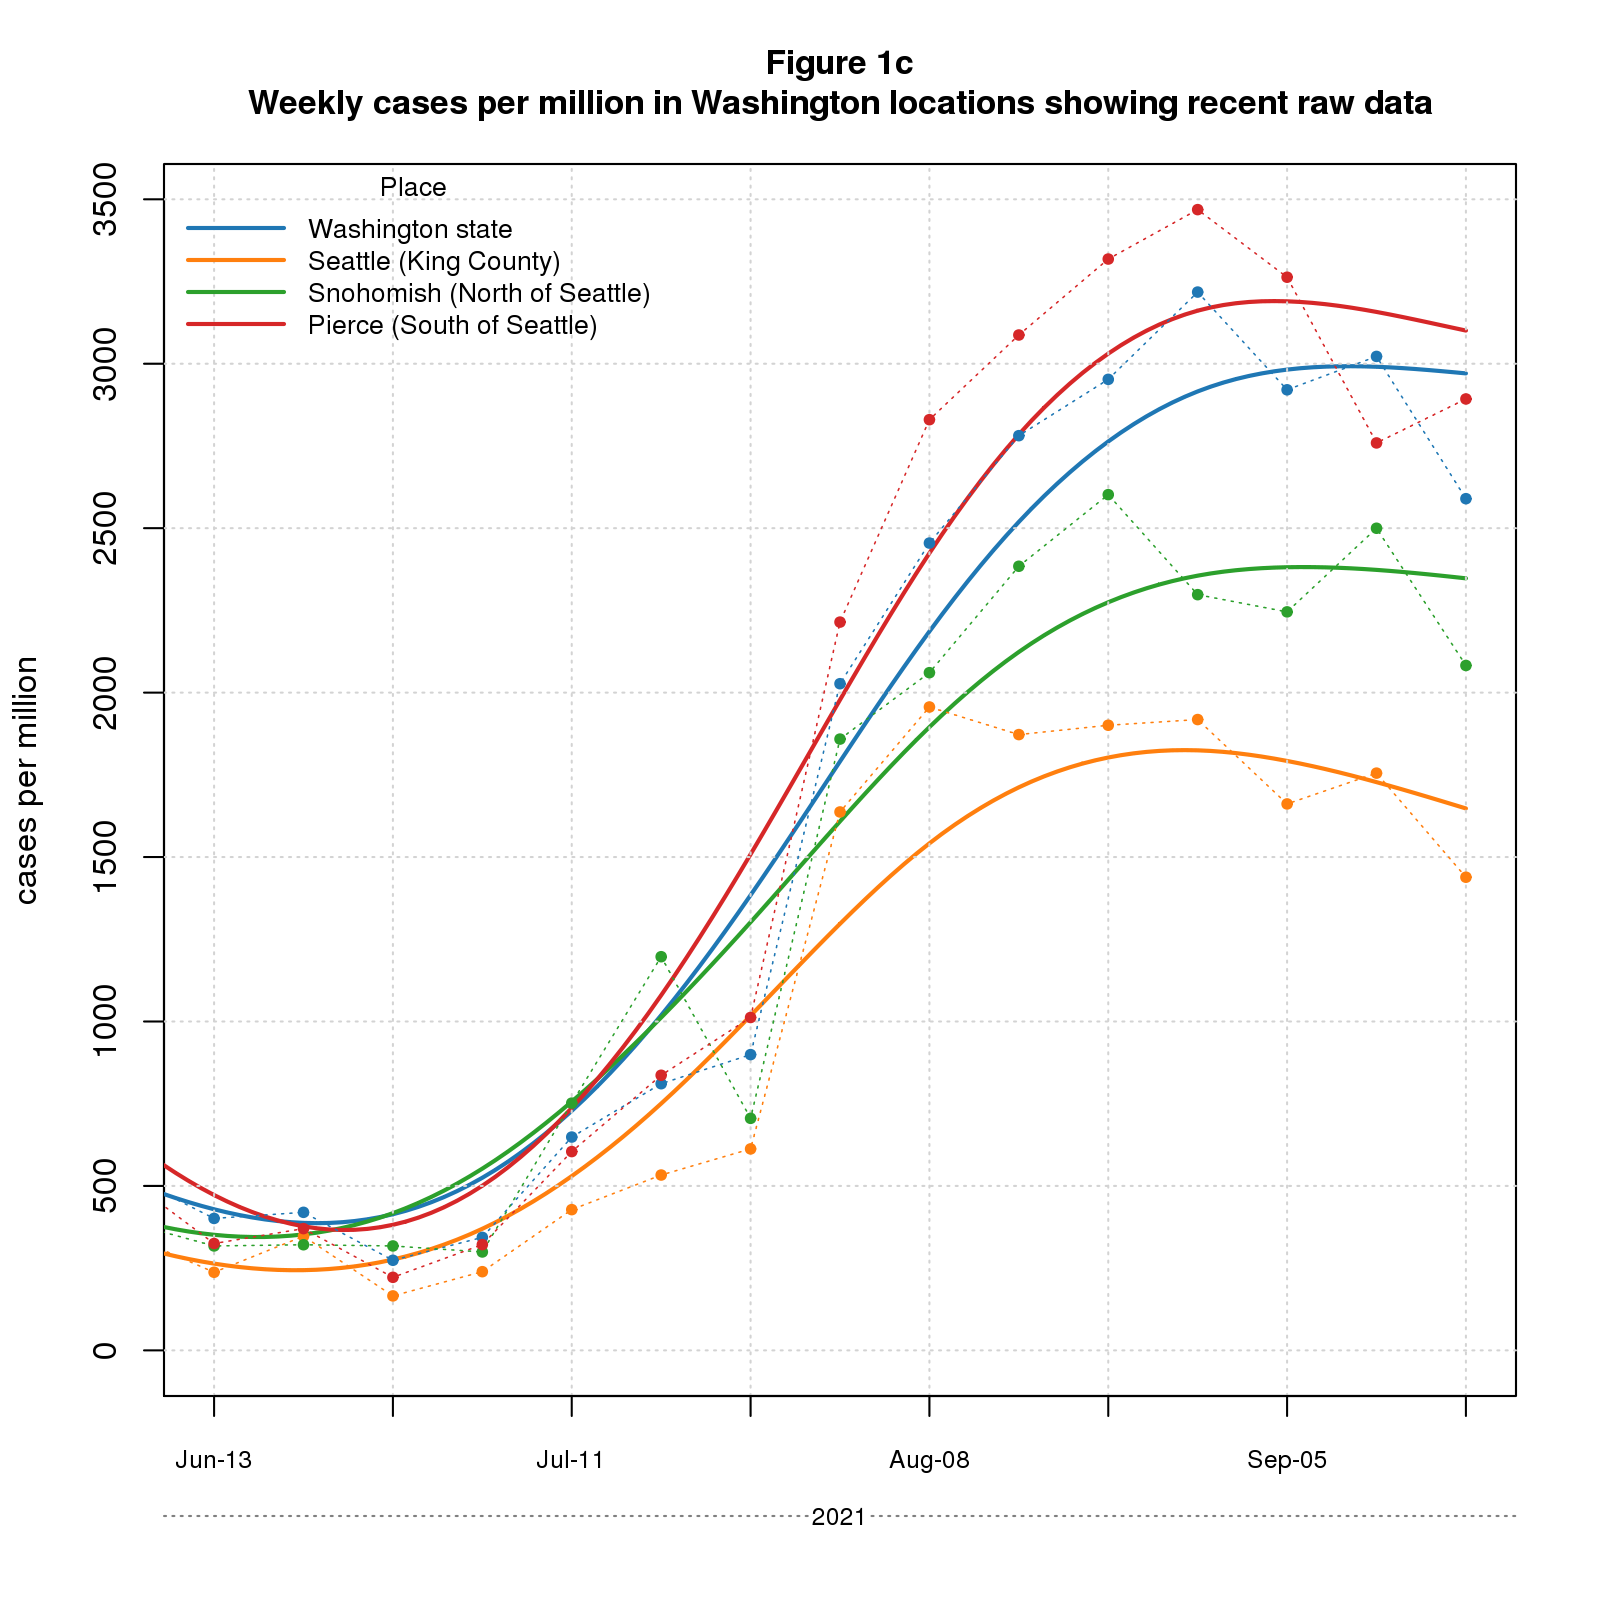 Figure 1c
Weekly cases per million in Washington locations showing recent raw data
Place
Washington state
Seattle (King County)
Snohomish (North of Seattle)
Pierce (South of Seattle)
cases per million
3500
3000
2500
2000
1500
1000
500
0
Jun-13 Jul-11 Aug-08 Sep-05
2021